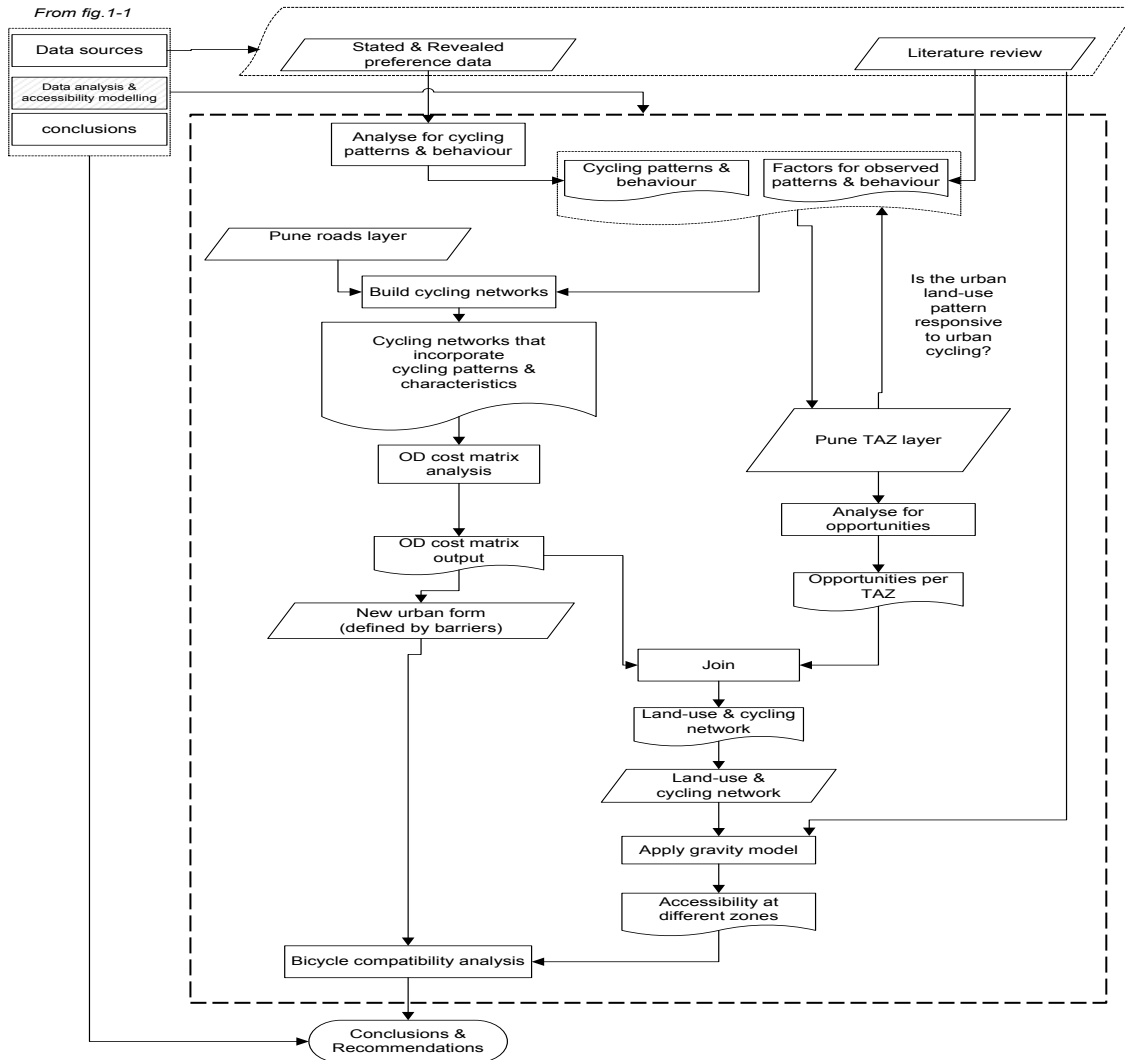 From fig.1-1
Data sources
Data analysis &
accessibility modelling
conclusions
Stated & Revealed
preference data
Literature review
Analyse for cycling
patterns & behaviour
Cycling patterns &
behaviour
Factors for observed
patterns & behaviour
Pune roads layer
Build cycling networks
Is the urban
land-use
pattern
responsive
to urban
cycling?
Cycling networks that
incorporate
cycling patterns &
characteristics
Pune TAZ layer
OD cost matrix
analysis
Analyse for
opportunities
OD cost matrix
output
Opportunities per
TAZ
New urban form
(defined by barriers)
Join
Land-use & cycling
network
Land-use &
cycling network
Apply gravity model
Accessibility at
different zones
Bicycle compatibility analysis
Conclusions &
Recommendations